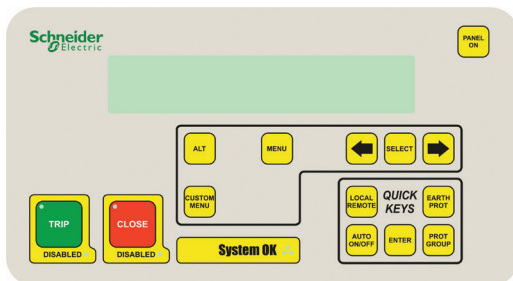 Schneider
Electric
PANEL
ON
ALT
MENU
SELECT
CUSTOM
MENU
LOCAL
REMOTE
QUICK
KEYS
EARTH
PROT
AUTO
ON/OFF
ENTER
PROT
GROUP
TRIP
DISABLED
CLOSE
DISABLED
System OK